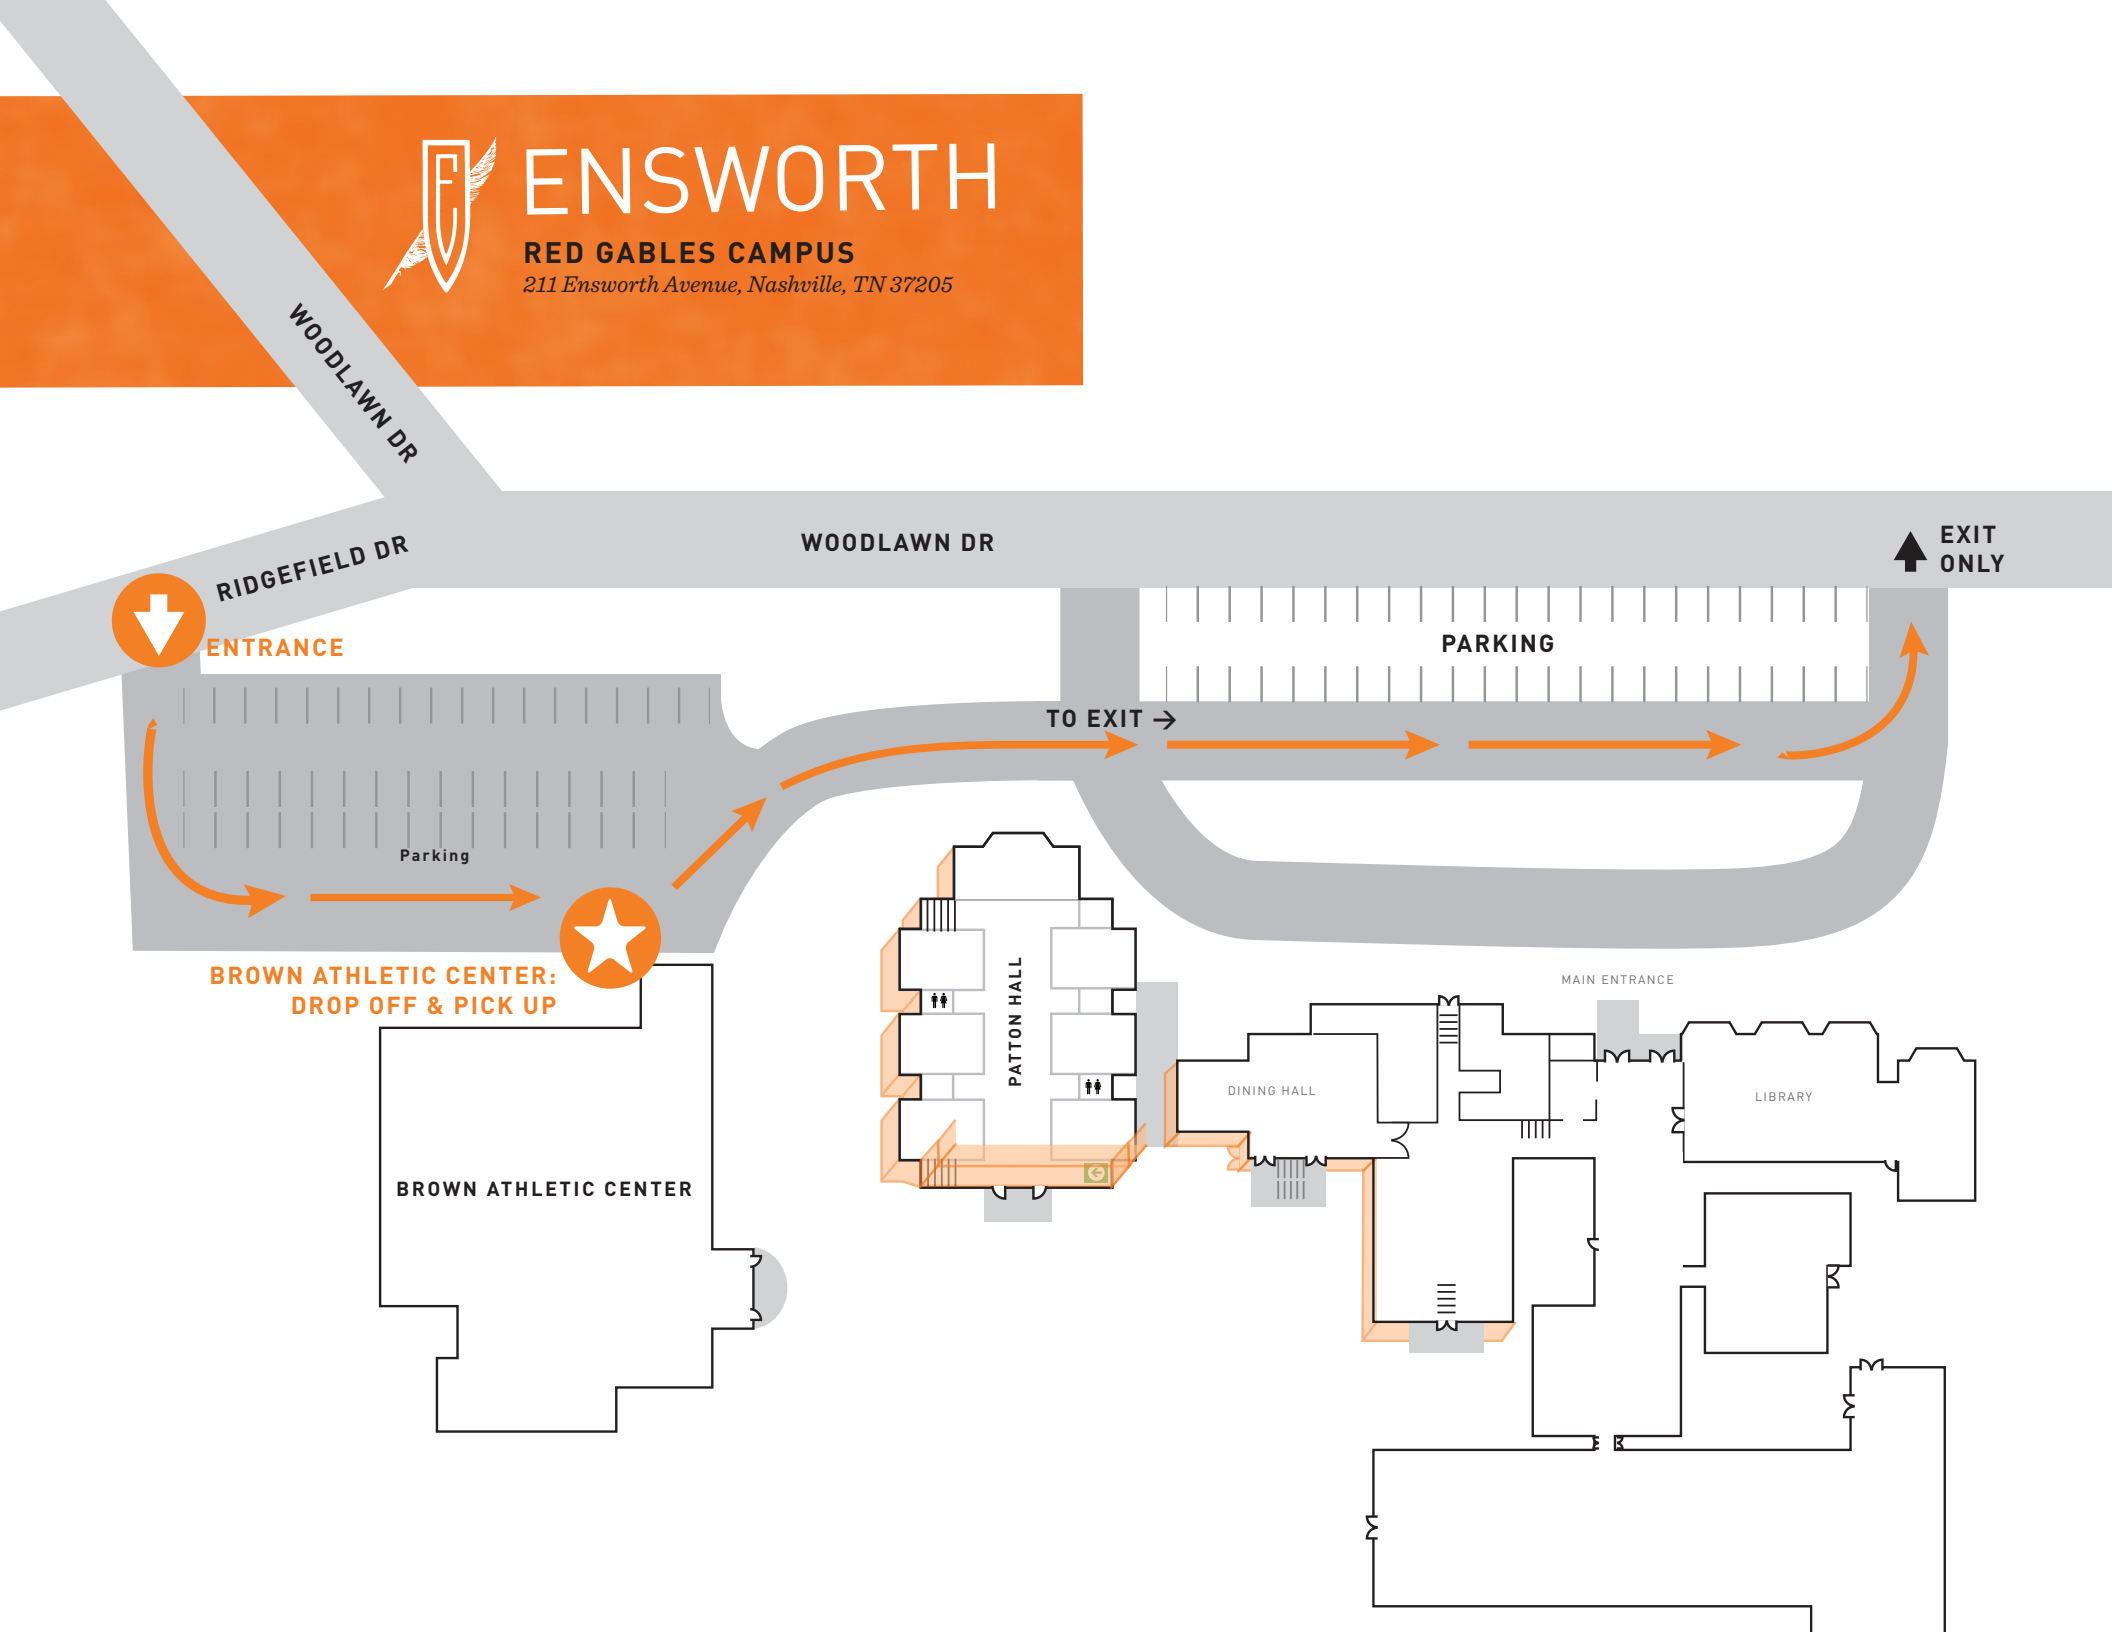 ENSWORTH
RED GABLES CAMPUS
211 Ensworth Avenue, Nashville, TN 37205
WOODLAWN DR
RIDGEFIELD DR
WOODLAWN DR
EXIT
ONLY
ENTRANCE
PARKING
TO EXIT →
Parking
BROWN ATHLETIC CENTER:
DROP OFF & PICK UP
PATTON HALL
MAIN ENTRANCE
DINING HALL
LIBRARY
BROWN ATHLETIC CENTER